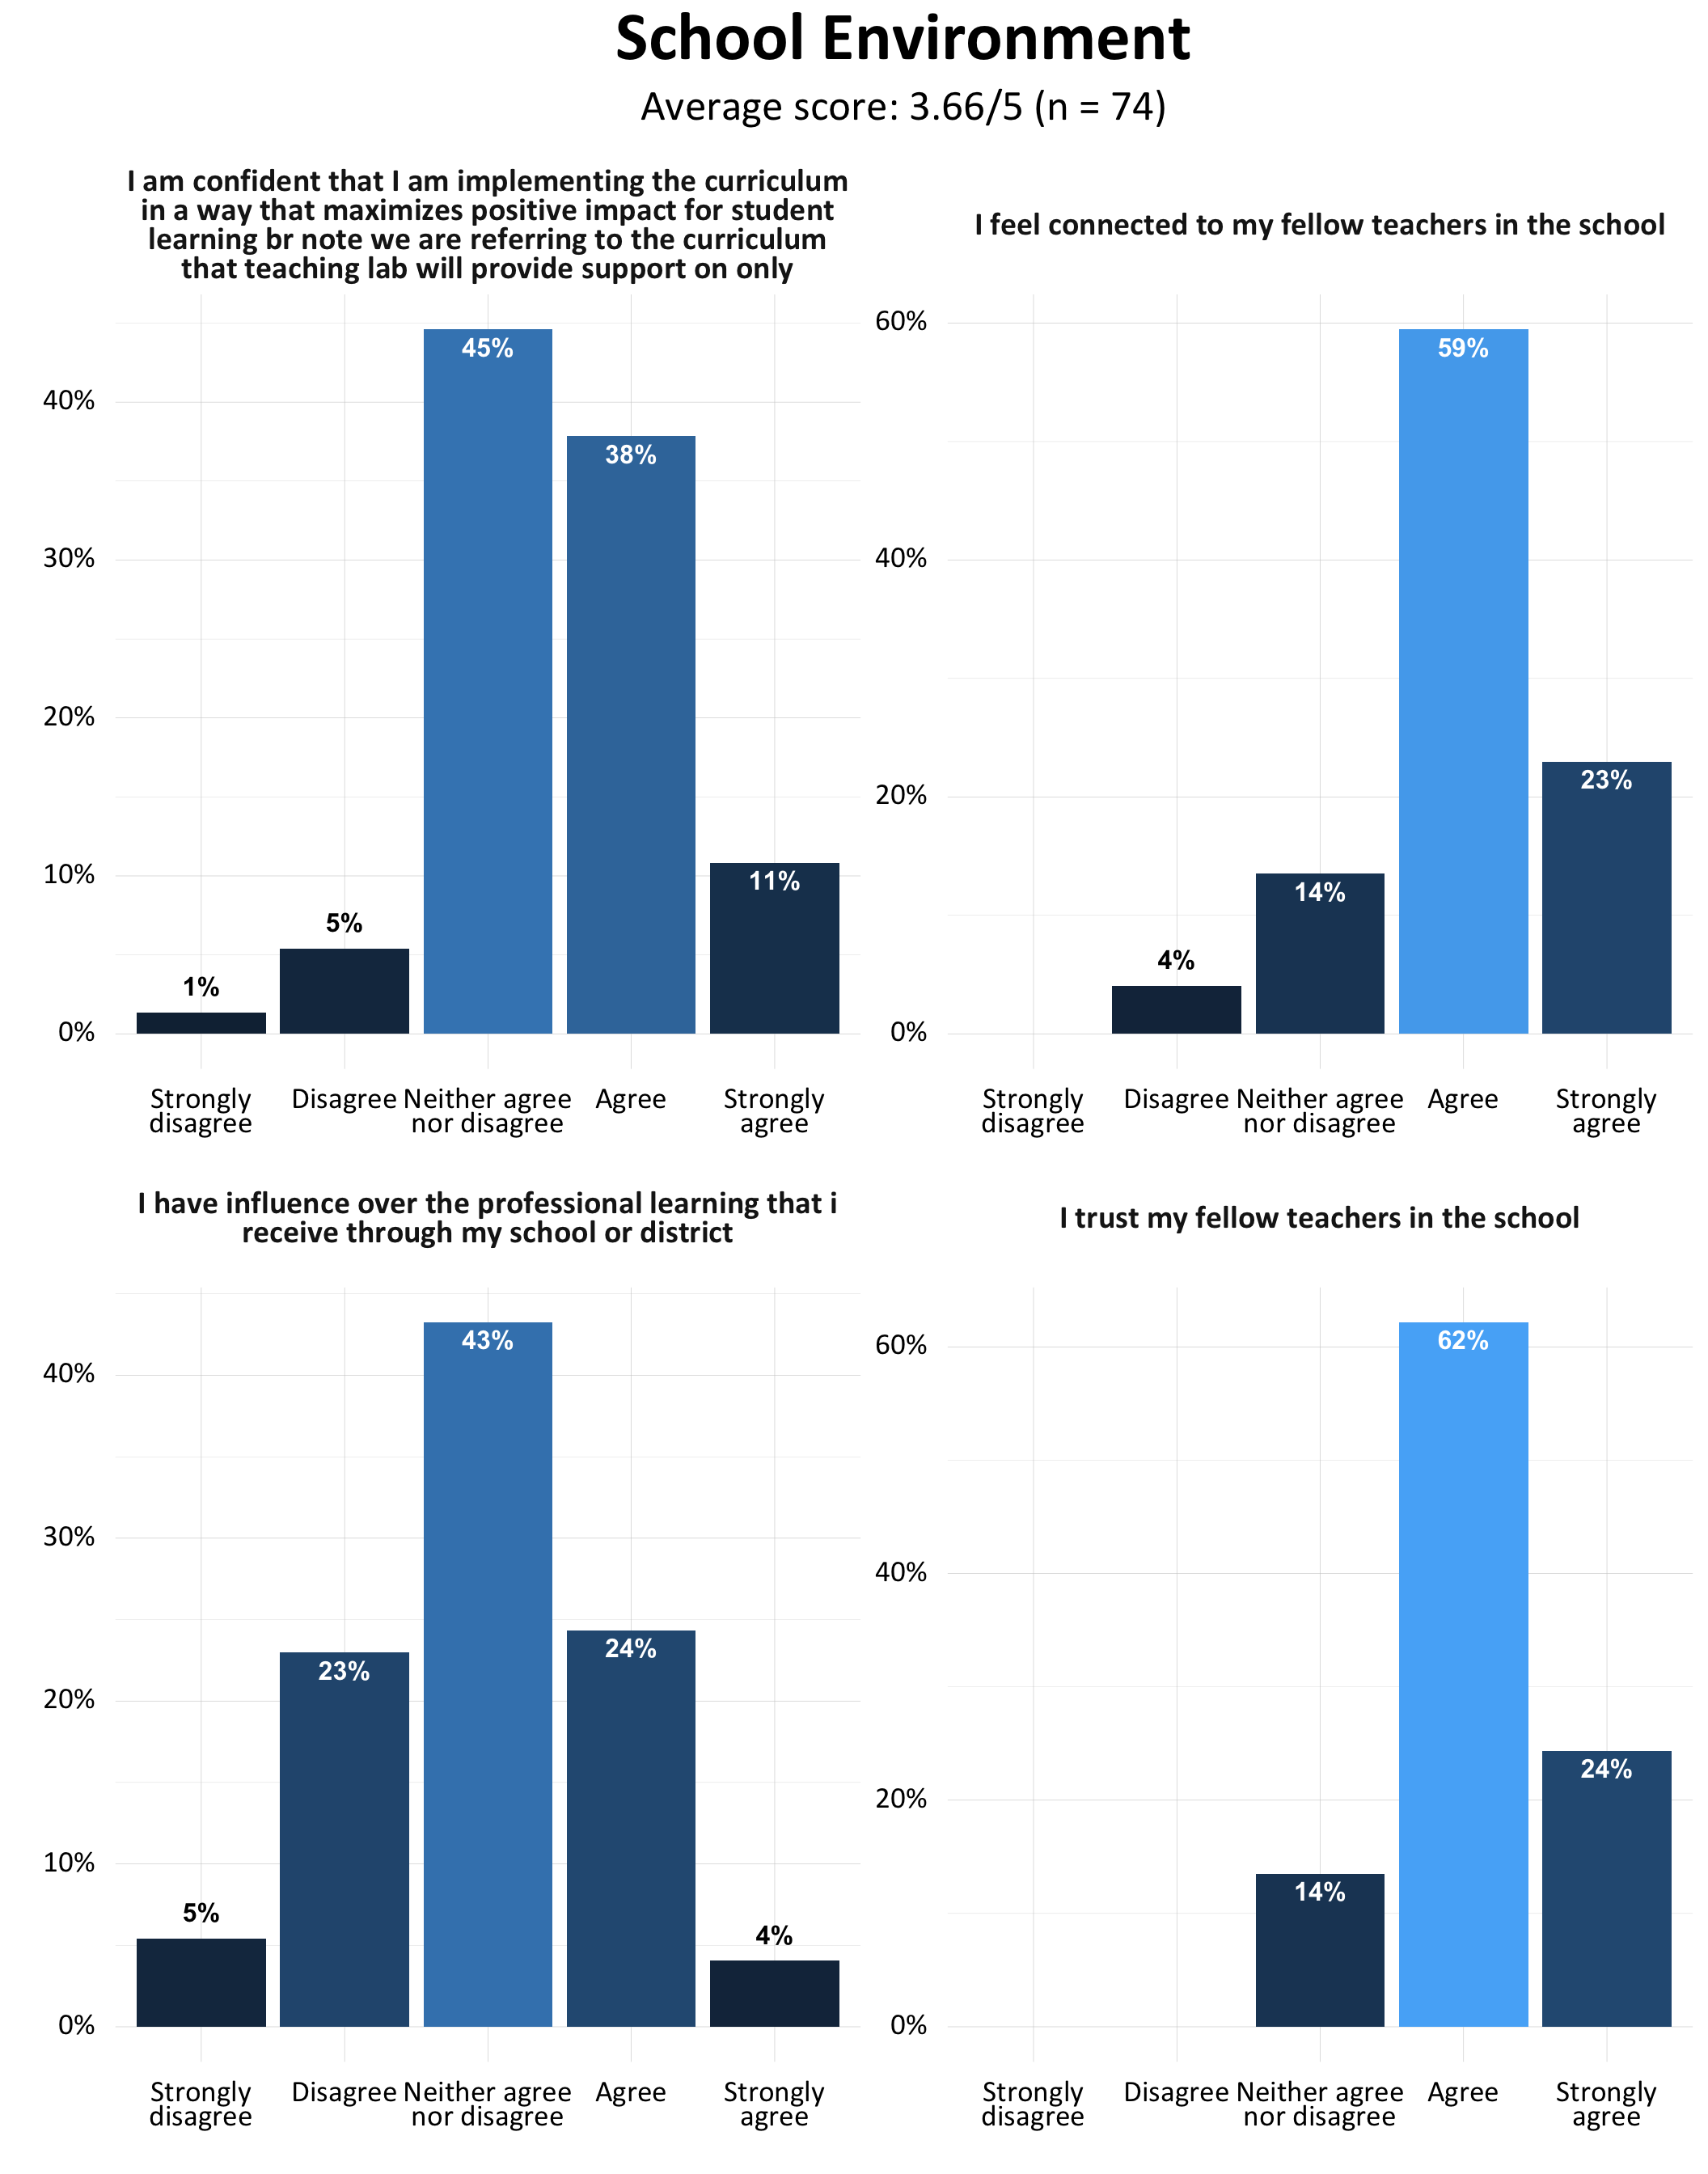 School Environment
Average score: 3.66/5 (n = 74)
I am confident that I am implementing the curriculum
in a way that maximizes positive impact for student
learning br note we are referring to the curriculum
that teaching lab will provide support on only
40%
30%
20%
10%
0%
1%
5%
45%
38%
11%
Strongly
disagree
Disagree
Neither agree
nor disagree
Agree
Strongly
agree
I feel connected to my fellow teachers in the school
60%
40%
20%
0%
4%
14%
59%
23%
Strongly
disagree
Disagree
Neither agree
nor disagree
Agree
Strongly
agree
I have influence over the professional learning that i
receive through my school or district
40%
30%
20%
10%
0%
5%
23%
43%
24%
4%
Strongly
disagree
Disagree
Neither agree
nor disagree
Agree
Strongly
agree
I trust my fellow teachers in the school
60%
40%
20%
0%
14%
62%
24%
Strongly
disagree
Disagree
Neither agree
nor disagree
Agree
Strongly
agree